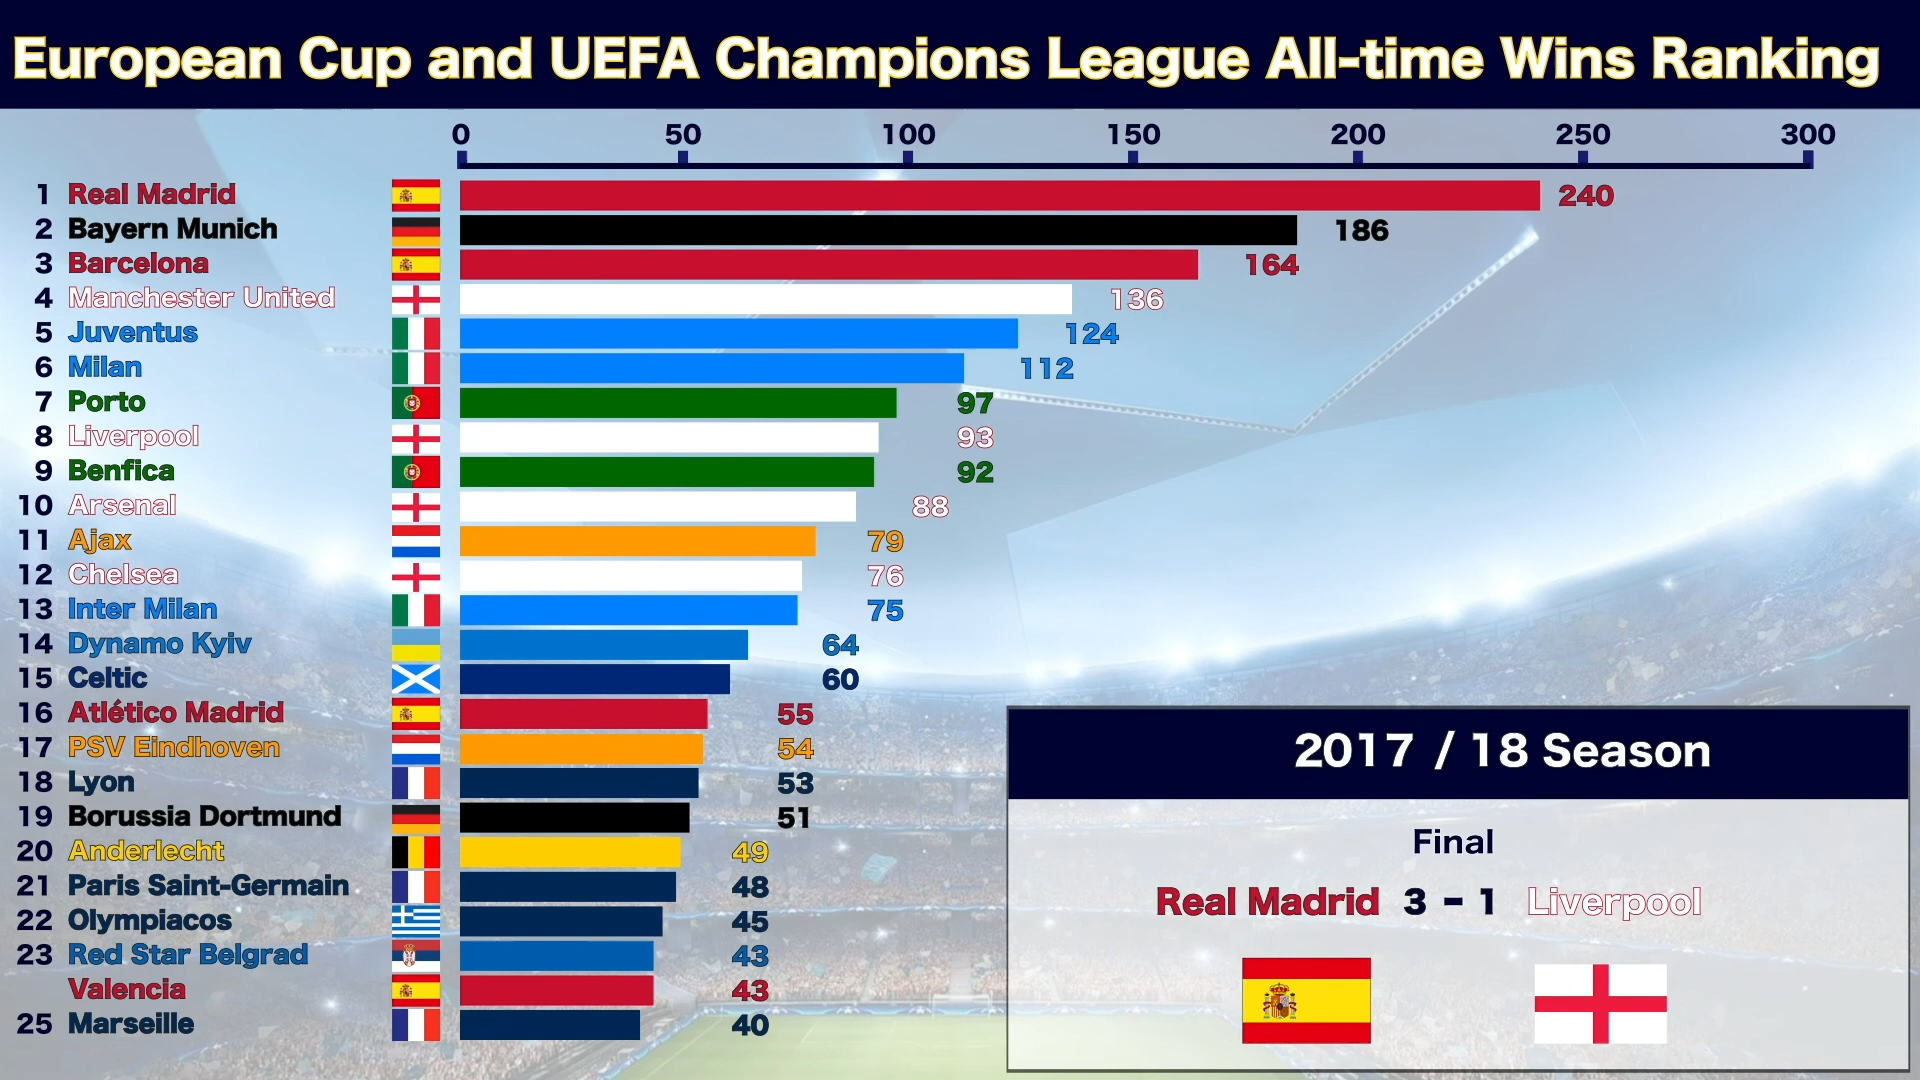 European Cup and UEFA Champions League All-time Wins Ranking
0 50 100 150 200 250 300
1 Real Madrid 240
2 Bayern Munich 186
3 Barcelona 164
4 Manchester United 136
5 Juventus 124
6 Milan 112
7 Porto 97
8 Liverpool 93
9 Benfica 92
10 Arsenal 88
11 Ajax 79
12 Chelsea 76
13 Inter Milan 75
14 Dynamo Kyiv 64
15 Celtic 60
16 Atlético Madrid 55
17 PSV Eindhoven 54
18 Lyon 53
19 Borussia Dortmund 51
20 Anderlecht 49
21 Paris Saint-Germain 48
22 Olympiacos 45
23 Red Star Belgrad 43
Valencia 43
25 Marseille 40
2017 / 18 Season
Final
Real Madrid 3 - 1 Liverpool